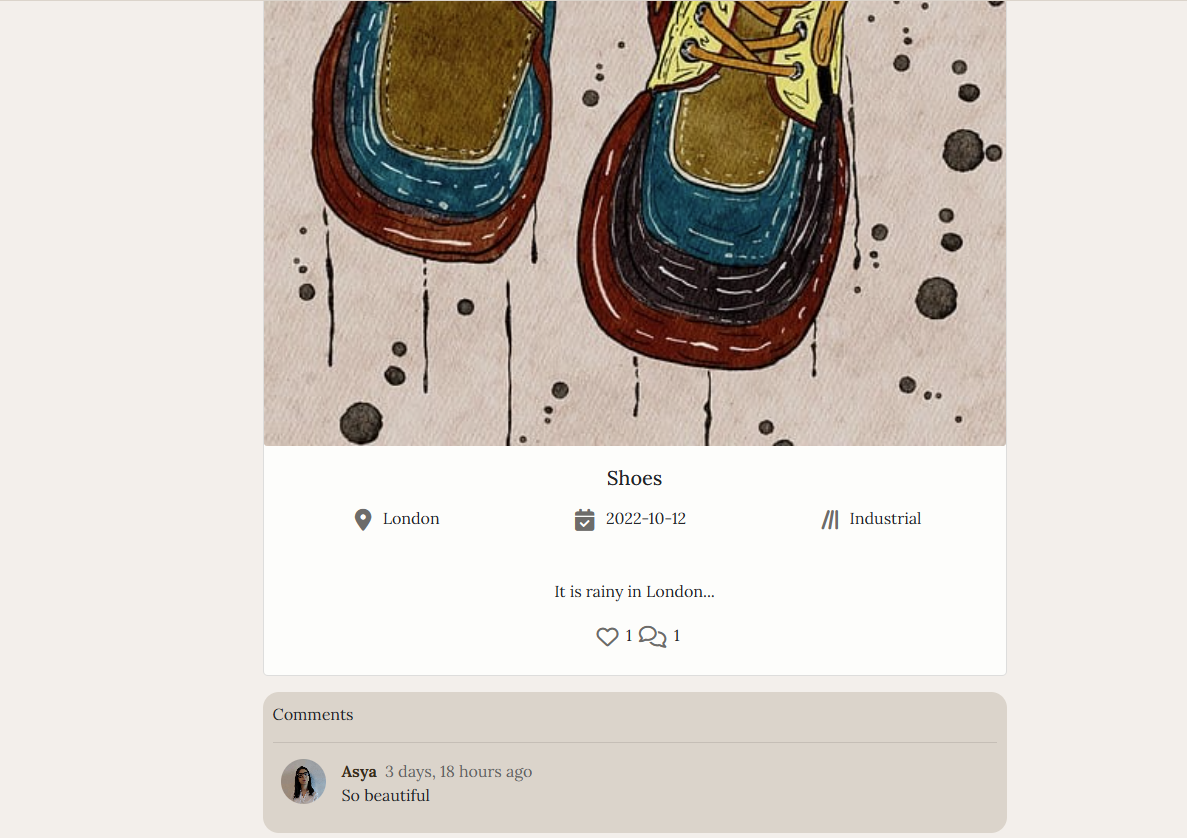 Shoes
London 2022-10-12 Industrial
It is rainy in London...
1 1
Comments
Asya 3 days, 18 hours ago
So beautiful